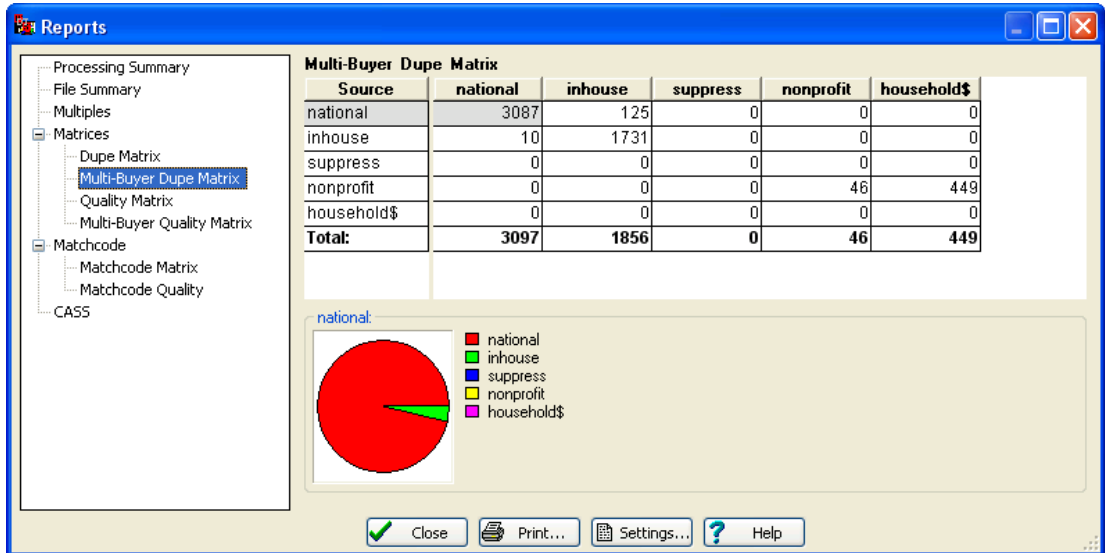 Reports
Processing Summary
File Summary
Multiples
Matrices
Dupe Matrix
Multi-Buyer Dupe Matrix
Quality Matrix
Multi-Buyer Quality Matrix
Matchcode
Matchcode Matrix
Matchcode Quality
CASS
Multi-Buyer Dupe Matrix
Source national inhouse suppress nonprofit household$
national 3087 125 0 0 0
inhouse 10 1731 0 0 0
suppress 0 0 0 0 0
nonprofit 0 0 0 46 449
household$ 0 0 0 0 0
Total: 3097 1856 0 46 449
national:
national
inhouse
suppress
nonprofit
household$
Close Print... Settings... ? Help